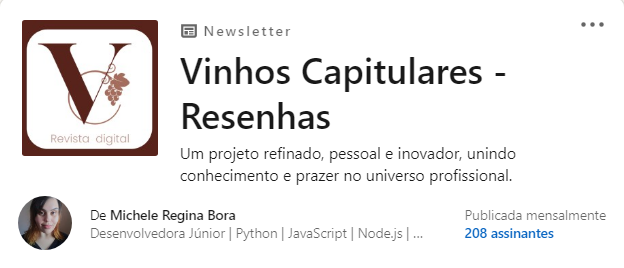 Newsletter
Vinhos Capitulares -
Resenhas
Um projeto refinado, pessoal e inovador, unindo
conhecimento e prazer no universo profissional.
V
Revista digital
De Michele Regina Bora
Desenvolvedora Júnior | Python | JavaScript | Node.js | ...
Publicada mensalmente
208 assinantes